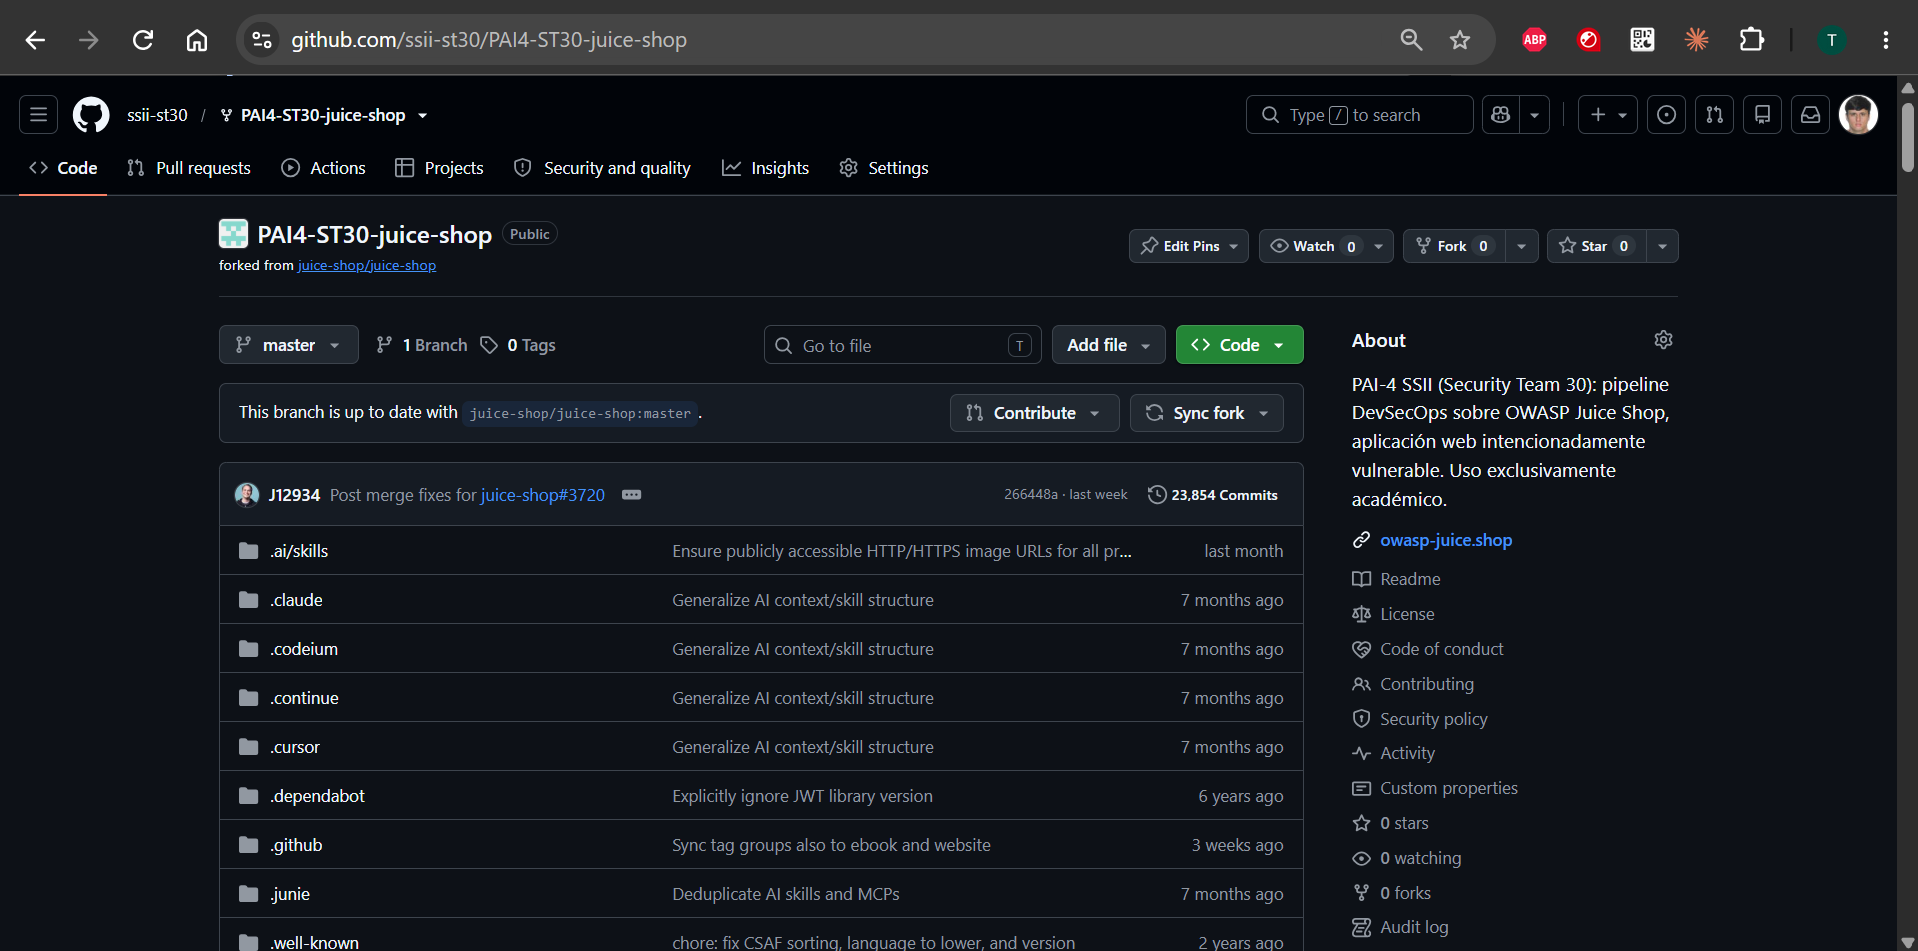 github.com/ssii-st30/PAI4-ST30-juice-shop
ABP
T
ssii-st30 / PAI4-ST30-juice-shop
Type / to search
Code Pull requests Actions Projects Security and quality Insights Settings
PAI4-ST30-juice-shop Public
forked from juice-shop/juice-shop
Edit Pins Watch 0 Fork 0 Star 0
master 1 Branch 0 Tags Go to file T Add file Code
This branch is up to date with juice-shop/juice-shop:master . Contribute Sync fork
J12934 Post merge fixes for juice-shop#3720 266448a · last week 23,854 Commits
.ai/skills Ensure publicly accessible HTTP/HTTPS image URLs for all pr... last month
.claude Generalize AI context/skill structure 7 months ago
.codeium Generalize AI context/skill structure 7 months ago
.continue Generalize AI context/skill structure 7 months ago
.cursor Generalize AI context/skill structure 7 months ago
.dependabot Explicitly ignore JWT library version 6 years ago
.github Sync tag groups also to ebook and website 3 weeks ago
.junie Deduplicate AI skills and MCPs 7 months ago
.well-known chore: fix CSAF sorting, language to lower, and version 2 years ago
About
PAI-4 SSII (Security Team 30): pipeline
DevSecOps sobre OWASP Juice Shop,
aplicación web intencionadamente
vulnerable. Uso exclusivamente
académico.
owasp-juice.shop
Readme
License
Code of conduct
Contributing
Security policy
Activity
Custom properties
0 stars
0 watching
0 forks
Audit log